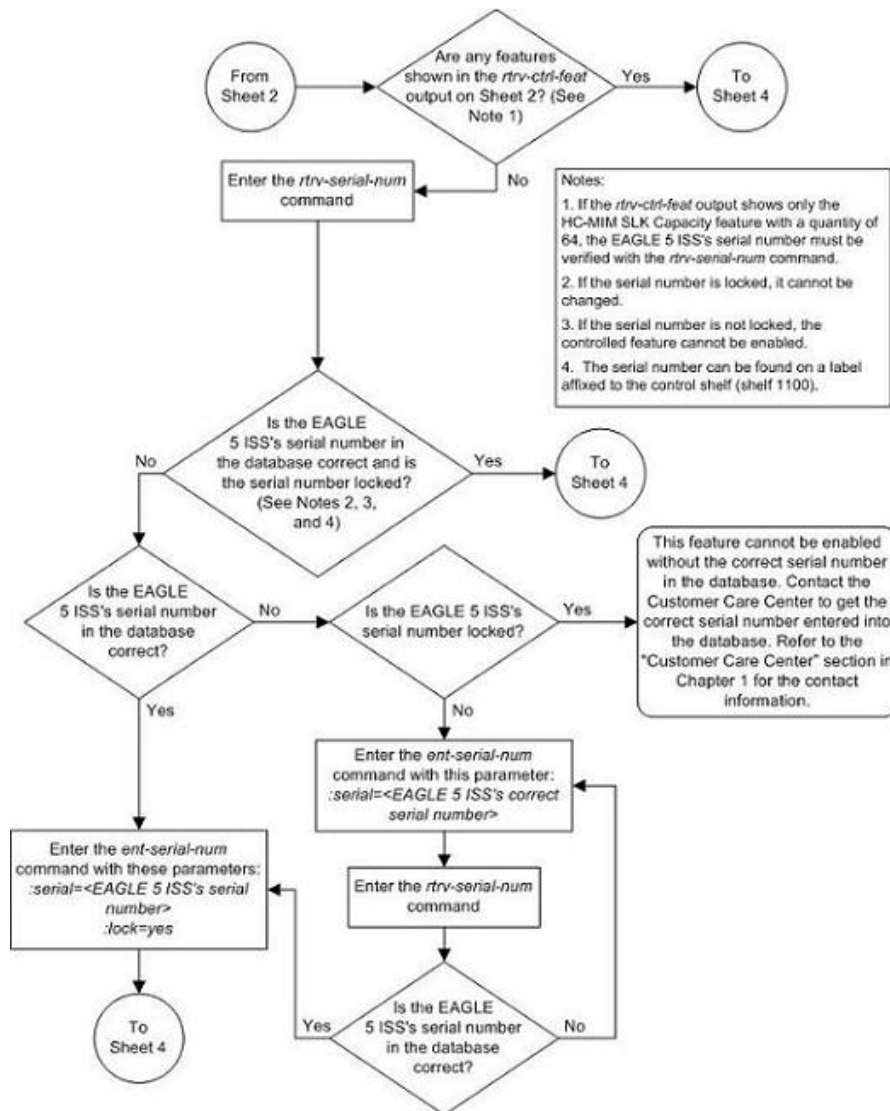 From
Sheet 2
Are any features
shown in the rtrv-ctrl-feat
output on Sheet 2? (See
Note 1)
Yes
To
Sheet 4
No
Enter the rtrv-serial-num
command
Notes:
1. If the rtrv-ctrl-feat output shows only the
HC-MIM SLK Capacity feature with a quantity of
64, the EAGLE 5 ISS's serial number must be
verified with the rtrv-serial-num command.
2. If the serial number is locked, it cannot be
changed.
3. If the serial number is not locked, the
controlled feature cannot be enabled.
4. The serial number can be found on a label
affixed to the control shelf (shelf 1100).
Is the EAGLE
5 ISS's serial number in
the database correct and is
the serial number locked?
(See Notes 2, 3,
and 4)
No
Yes
To
Sheet 4
Is the EAGLE
5 ISS's serial number
in the database
correct?
No
Is the EAGLE 5 ISS's
serial number locked?
Yes
This feature cannot be enabled
without the correct serial number
in the database. Contact the
Customer Care Center to get the
correct serial number entered into
the database. Refer to the
"Customer Care Center" section in
Chapter 1 for the contact
information.
Yes
No
Enter the ent-serial-num
command with this parameter:
:serial=<EAGLE 5 ISS's correct
serial number>
Enter the ent-serial-num
command with these parameters:
:serial=<EAGLE 5 ISS's serial
number>
:lock=yes
Enter the rtrv-serial-num
command
To
Sheet 4
Yes
Is the EAGLE
5 ISS's serial number
in the database
correct?
No